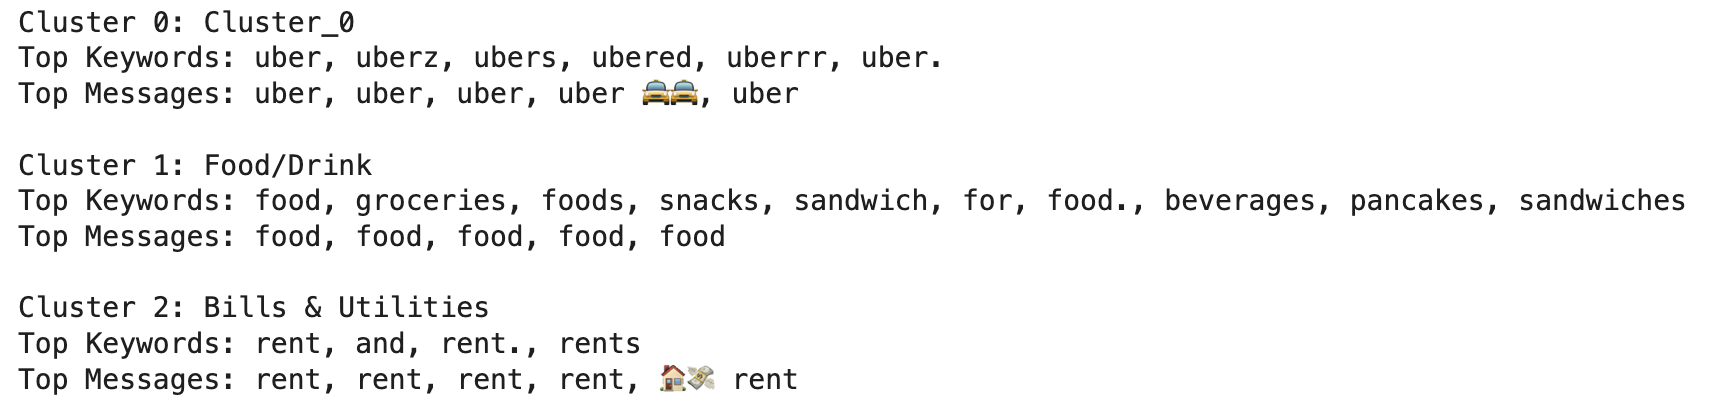 Cluster 0: Cluster_0
Top Keywords: uber, uberz, ubers, ubered, uberrr, uber.
Top Messages: uber, uber, uber, uber 🚖🚖, uber
Cluster 1: Food/Drink
Top Keywords: food, groceries, foods, snacks, sandwich, for, food., beverages, pancakes, sandwiches
Top Messages: food, food, food, food, food
Cluster 2: Bills & Utilities
Top Keywords: rent, and, rent., rents
Top Messages: rent, rent, rent, rent, 🏠💸 rent